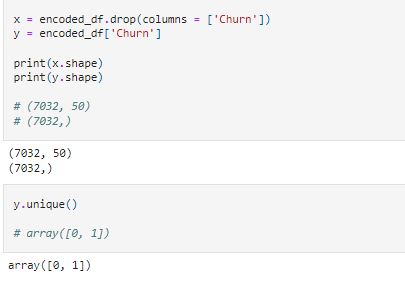 x = encoded_df.drop(columns = ['Churn'])
y = encoded_df['Churn']
print(x.shape)
print(y.shape)
# (7032, 50)
# (7032,)
(7032, 50)
(7032,)
y.unique()
# array([0, 1])
array([0, 1])